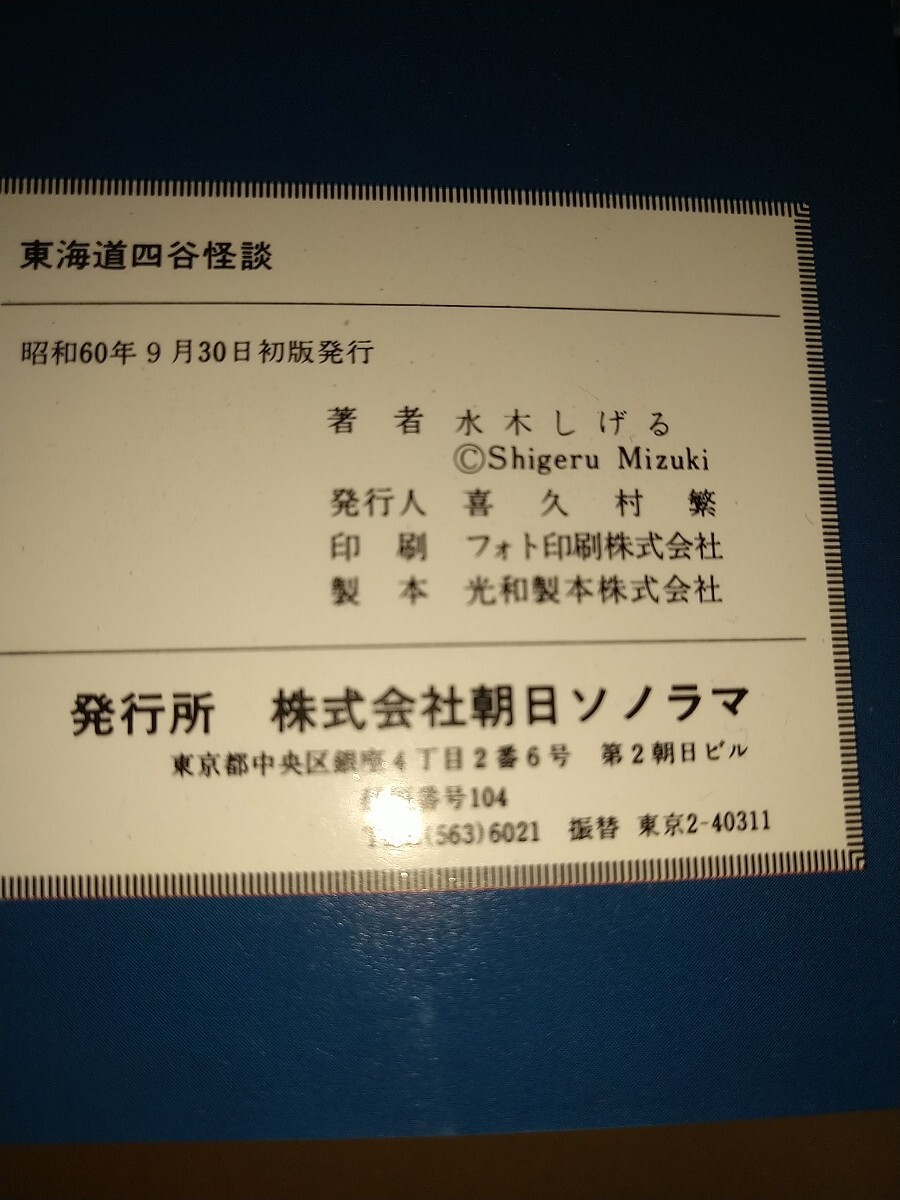 東海道四谷怪談
昭和60年9月30日初版発行
著 者 水木しげる
©Shigeru Mizuki
発行人 喜久村繁
印 刷 フォト印刷株式会社
製 本 光和製本株式会社
発行所 株式会社朝日ソノラマ
東京都中央区銀座4丁目2番6号 第2朝日ビル
番号104
(563)6021 振替 東京2-40311